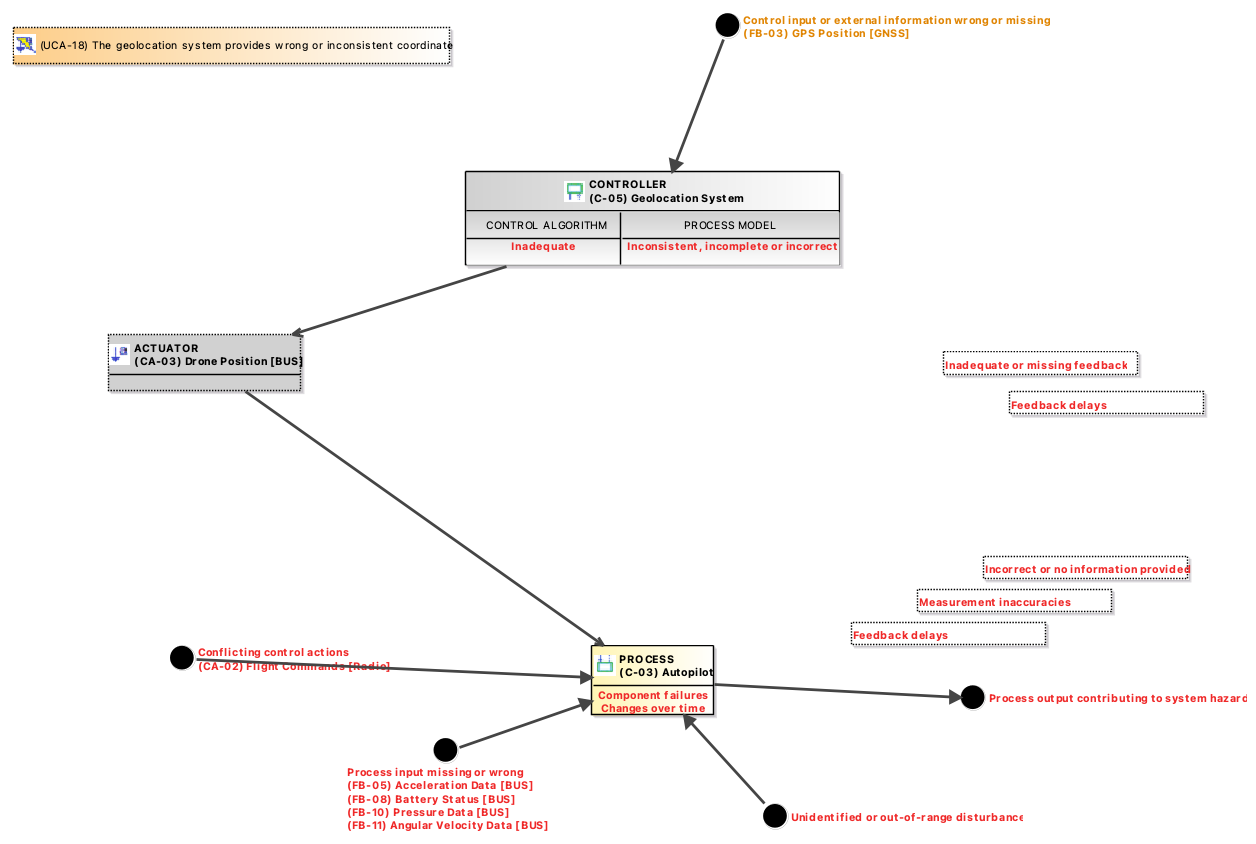 (UCA-18) The geolocation system provides wrong or inconsistent coordinate
Control input or external information wrong or missing
(FB-03) GPS Position [GNSS]
CONTROLLER
(C-05) Geolocation System
CONTROL ALGORITHM
PROCESS MODEL
Inadequate
Inconsistent, incomplete or incorrect
ACTUATOR
(CA-03) Drone Position [BUS]
Inadequate or missing feedback
Feedback delays
Incorrect or no information provided
Measurement inaccuracies
Feedback delays
Conflicting control actions
(CA-02) Flight Commands [Radio]
PROCESS
(C-03) Autopilot
Component failures
Changes over time
Process output contributing to system hazard
Process input missing or wrong
(FB-05) Acceleration Data [BUS]
(FB-08) Battery Status [BUS]
(FB-10) Pressure Data [BUS]
(FB-11) Angular Velocity Data [BUS]
Unidentified or out-of-range disturbance